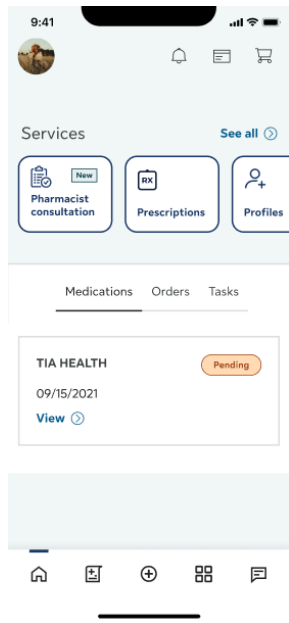 9:41
Services
See all
New
Pharmacist
consultation
RX
Prescriptions
Profiles
Medications Orders Tasks
TIA HEALTH
Pending
09/15/2021
View